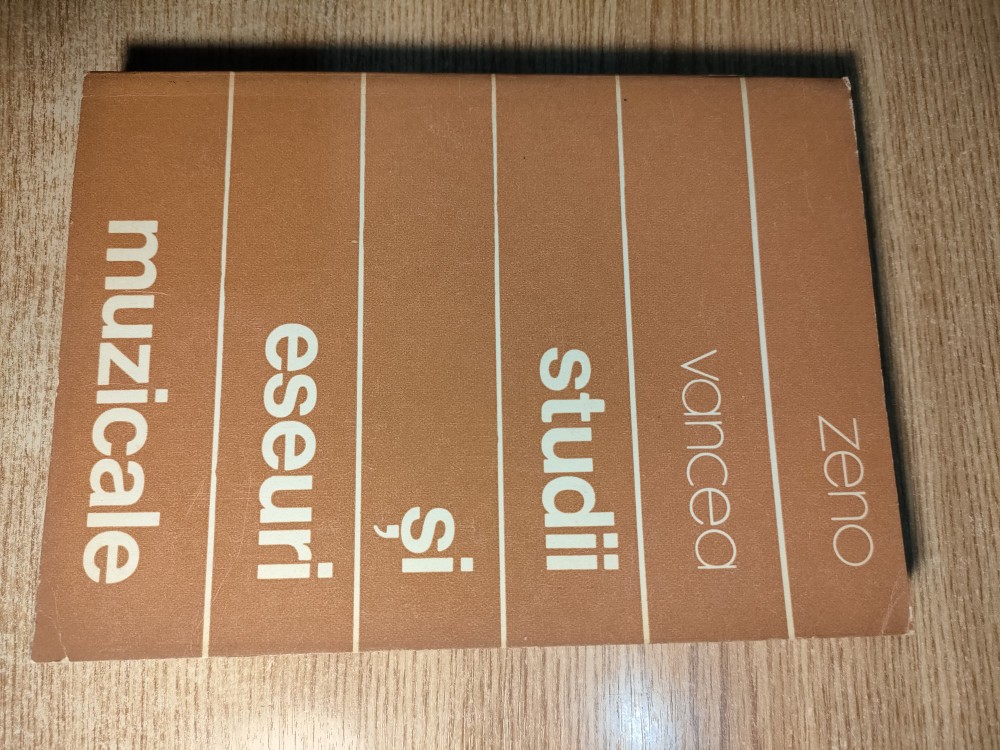 zeno
vancea
studii
și
eseuri
muzicale